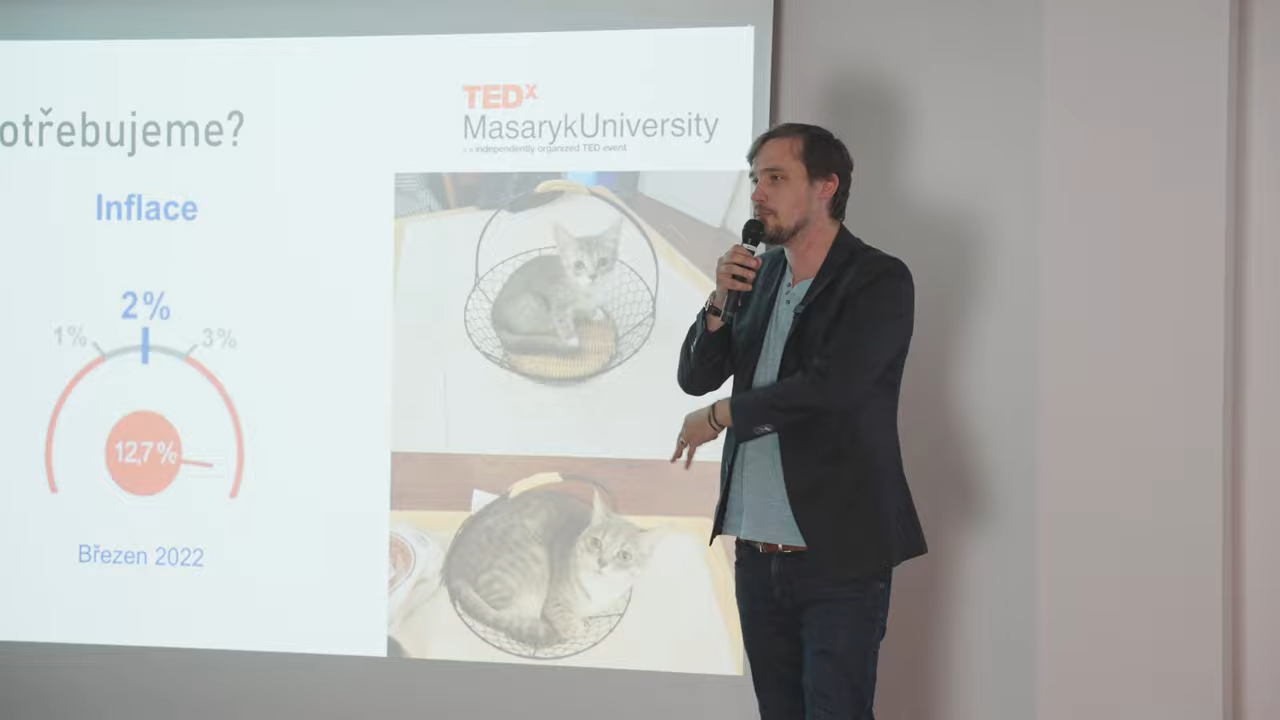 otřebujeme?
TEDx
MasarykUniversity
x = independently organized TED event
Inflace
2%
1%
3%
12,7%
Březen 2022